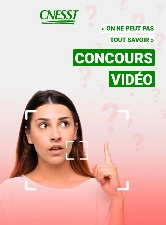 CNESST
« ON NE PEUT PAS
TOUT SAVOIR »
CONCOURS
VIDÉO